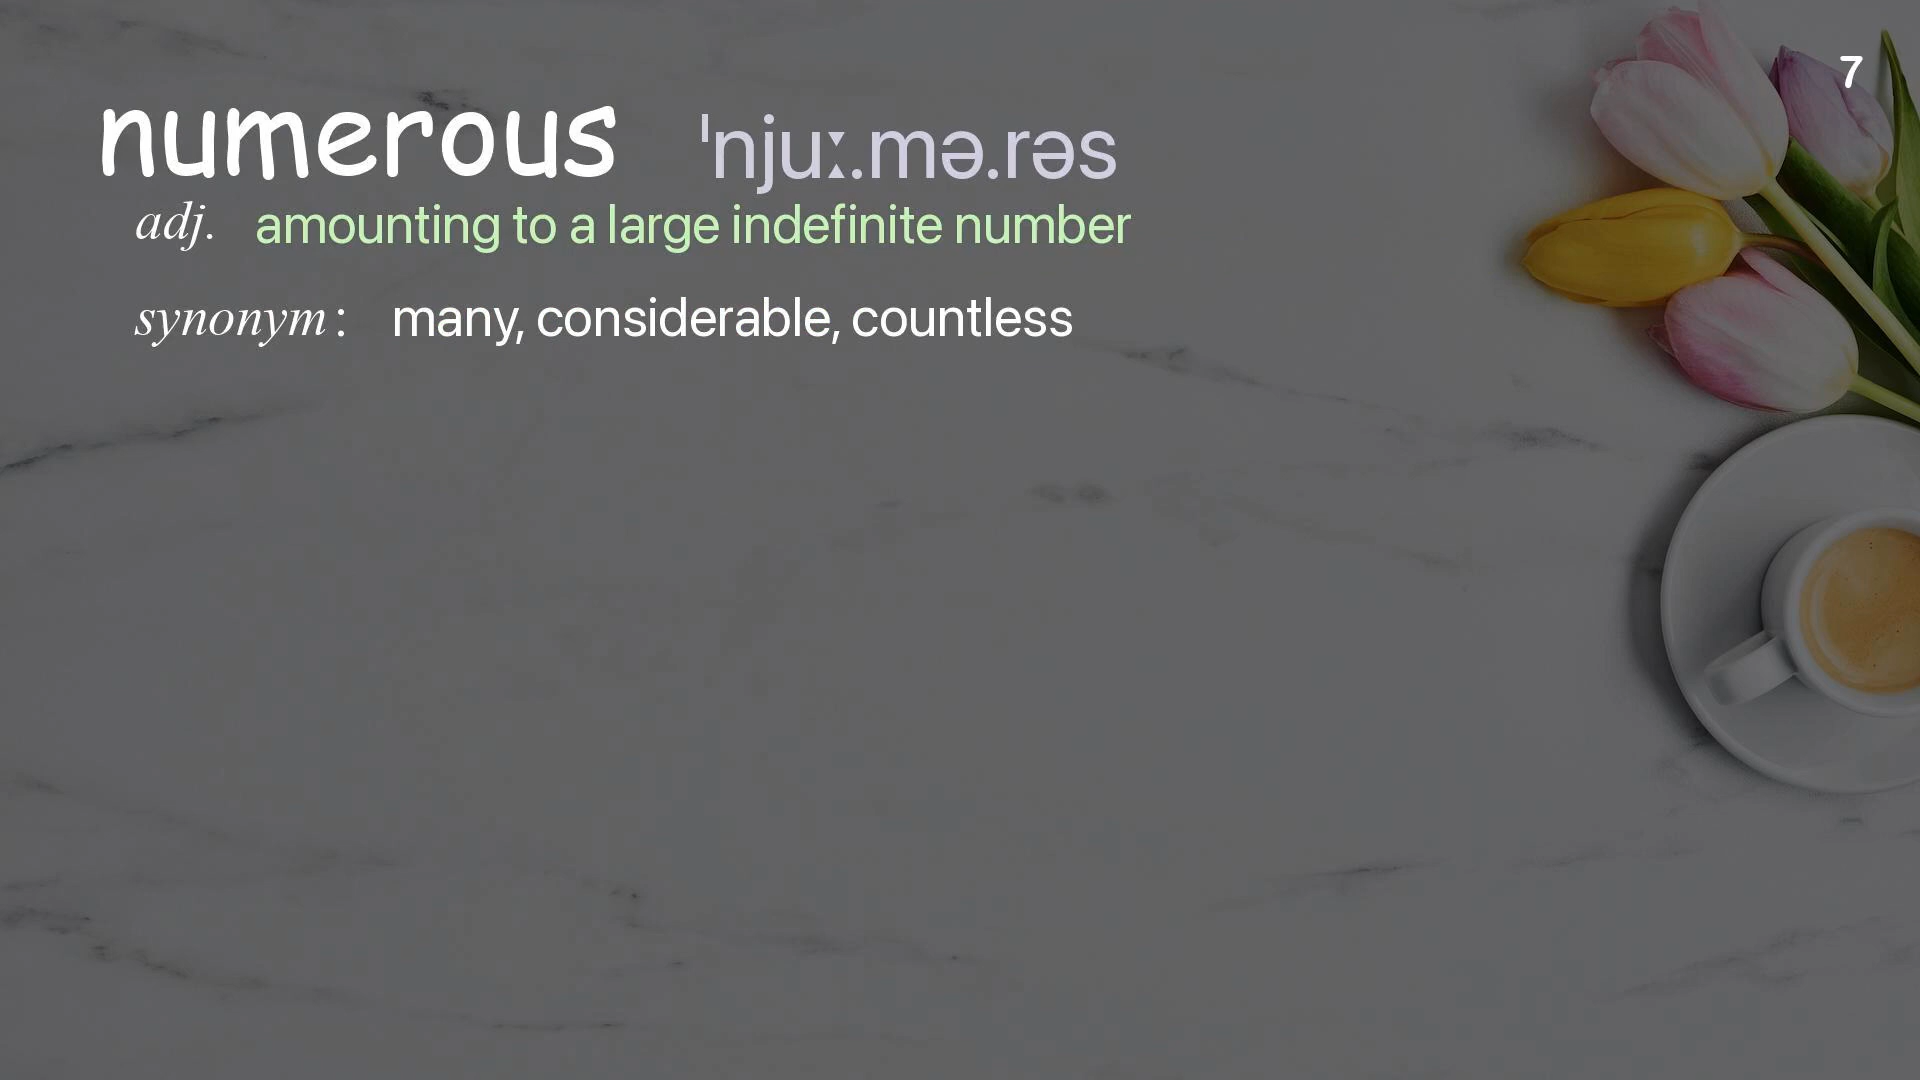 7
numerous ˈnjuː.mə.rəs
adj. amounting to a large indefinite number
synonym : many, considerable, countless